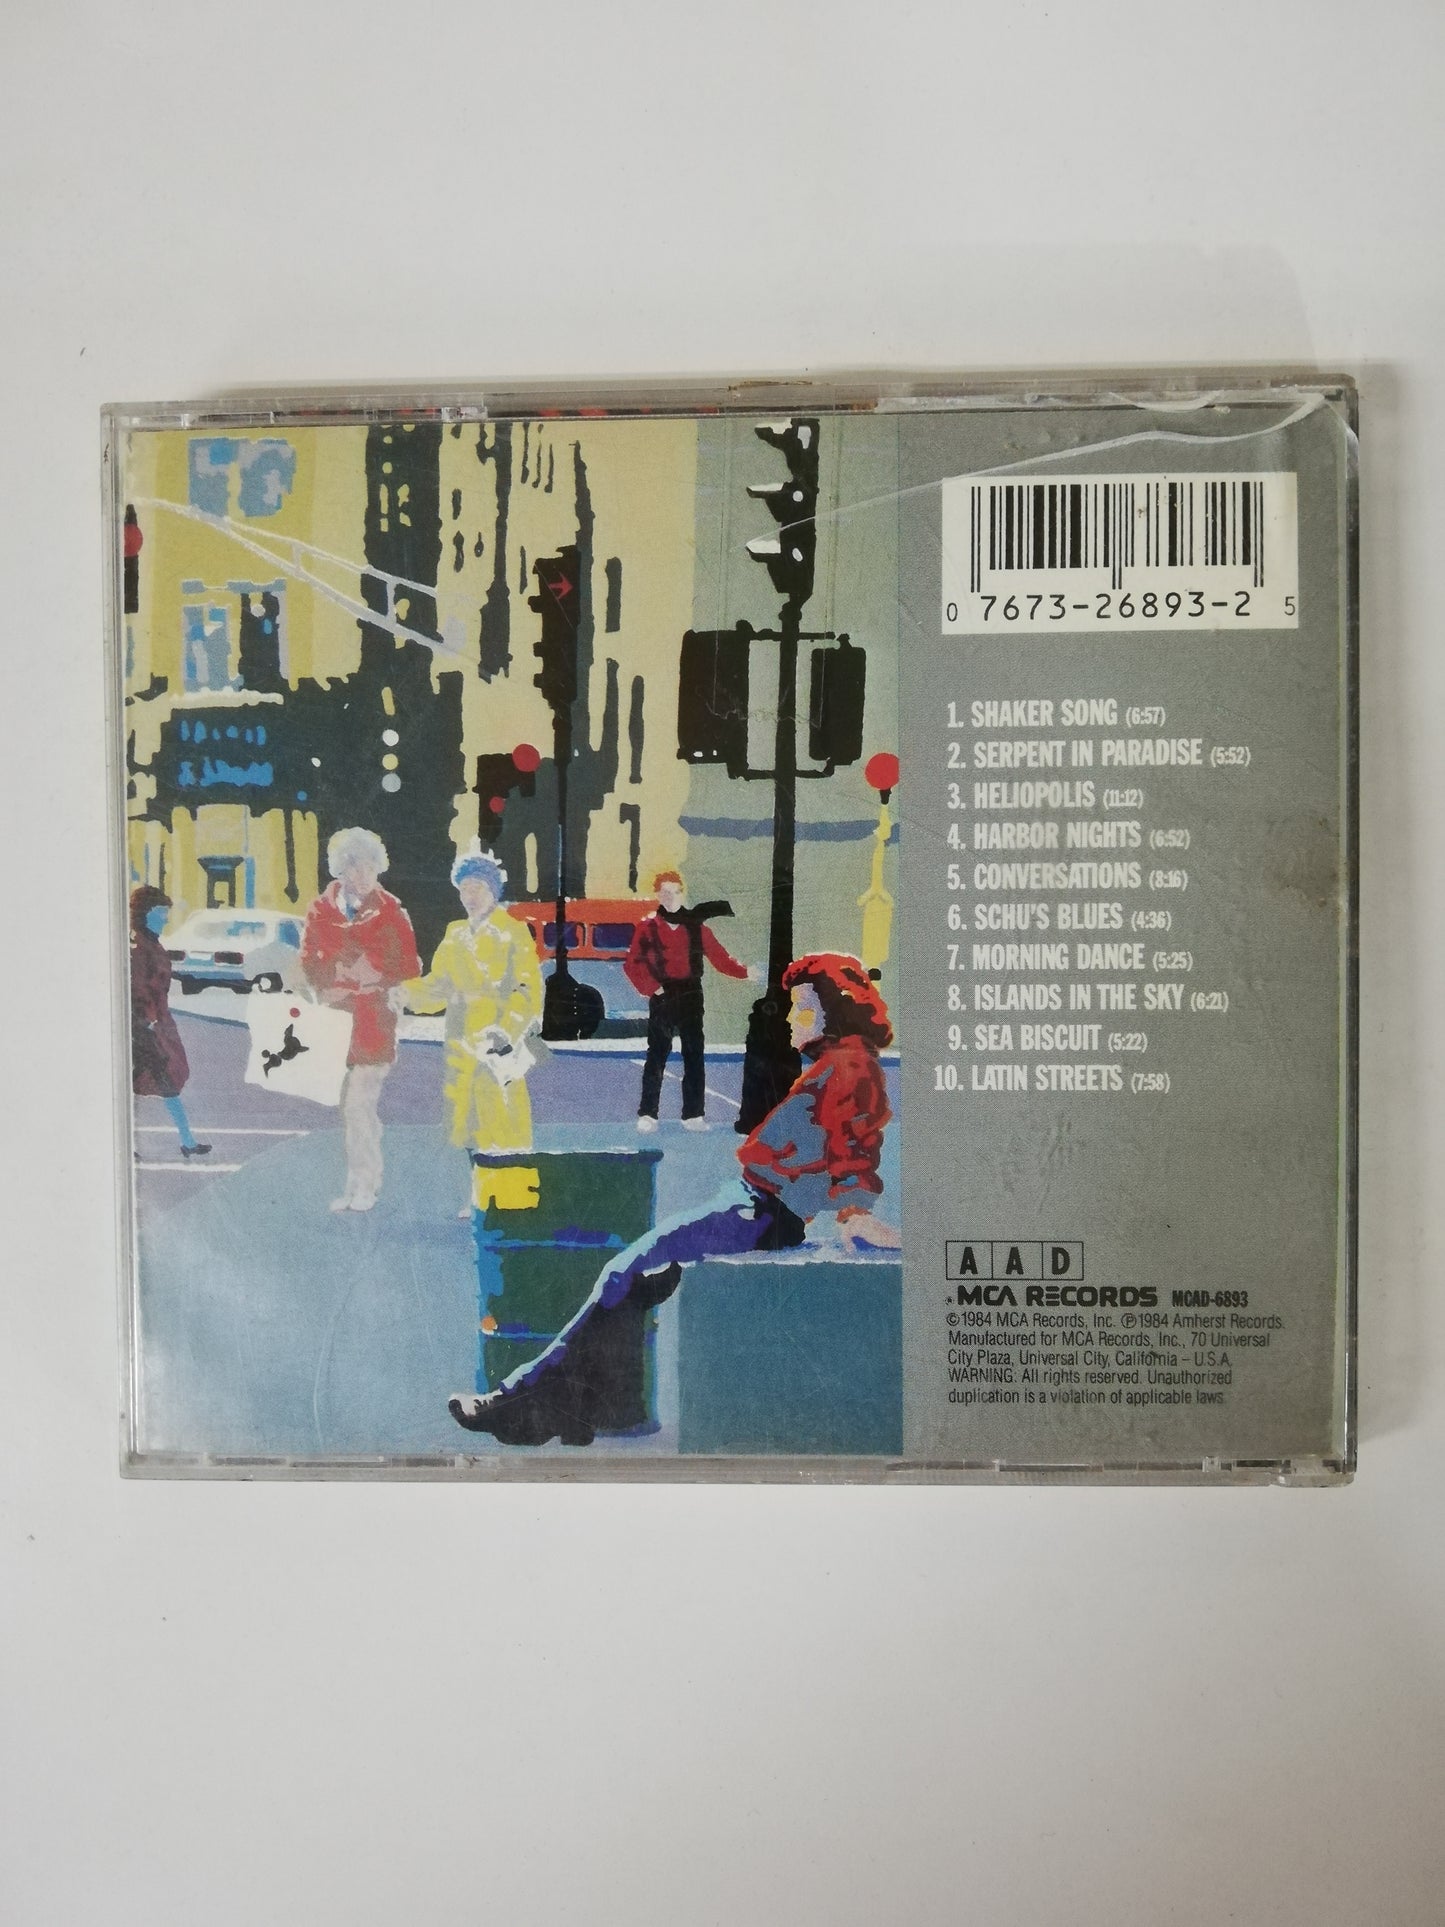 0 7673-26893-2 5
1. SHAKER SONG (6:57)
2. SERPENT IN PARADISE (5:52)
3. HELIOPOLIS (11:12)
4. HARBOR NIGHTS (6:52)
5. CONVERSATIONS (8:16)
6. SCHU'S BLUES (4:36)
7. MORNING DANCE (5:25)
8. ISLANDS IN THE SKY (6:21)
9. SEA BISCUIT (5:22)
10. LATIN STREETS (7:58)
A A D
MCA RECORDS MCAD-6893
©1984 MCA Records, Inc. ℗1984 Amherst Records.
Manufactured for MCA Records, Inc., 70 Universal
City Plaza, Universal City, California – U.S.A.
WARNING: All rights reserved. Unauthorized
duplication is a violation of applicable laws.